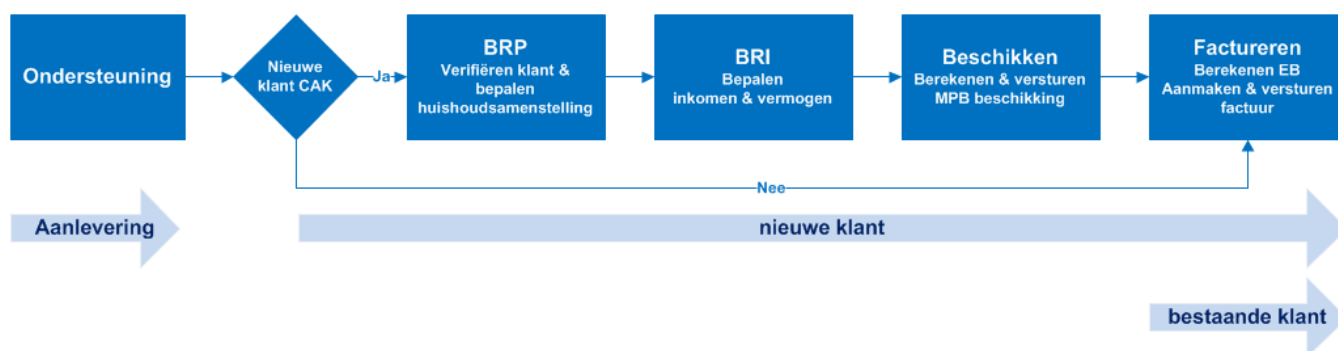 Ondersteuning
Nieuwe
klant CAK
Ja
BRP
Verifiëren klant &
bepalen
huishoudsamenstelling
BRI
Bepalen
inkomen & vermogen
Beschikken
Berekenen & versturen
MPB beschikking
Factureren
Berekenen EB
Aanmaken & versturen
factuur
Nee
Aanlevering
nieuwe klant
bestaande klant